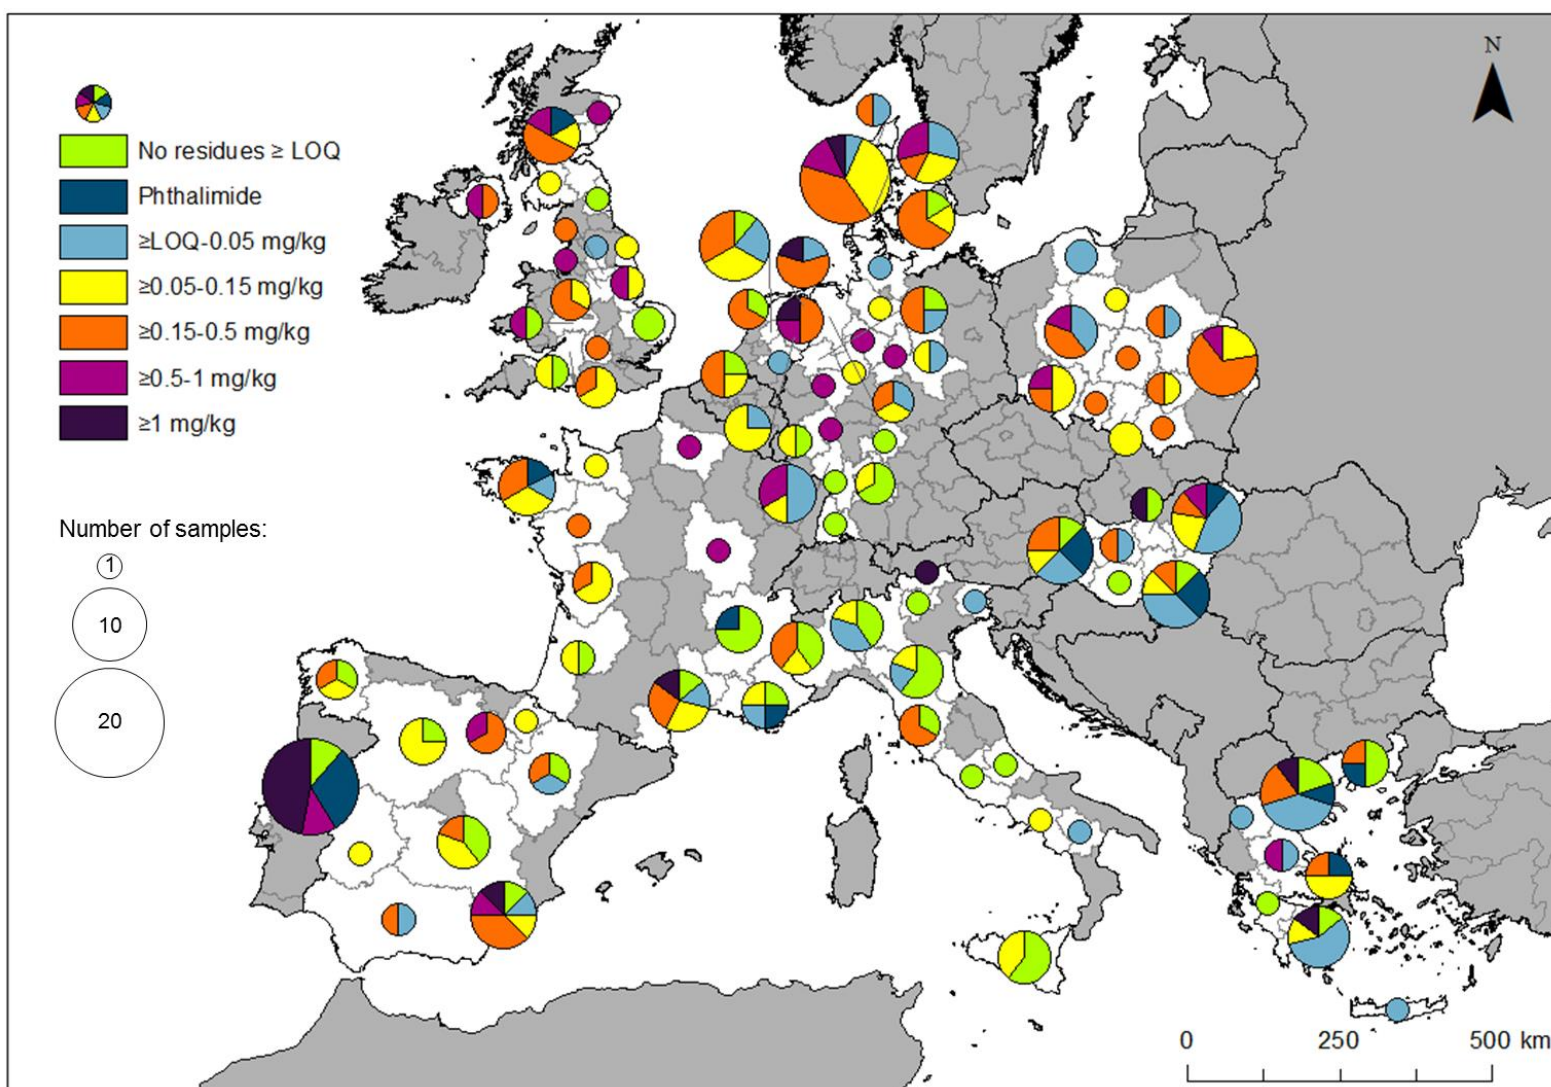 N
No residues ≥ LOQ
Phthalimide
≥LOQ-0.05 mg/kg
≥0.05-0.15 mg/kg
≥0.15-0.5 mg/kg
≥0.5-1 mg/kg
≥1 mg/kg
Number of samples:
1
10
20
0 250 500 km